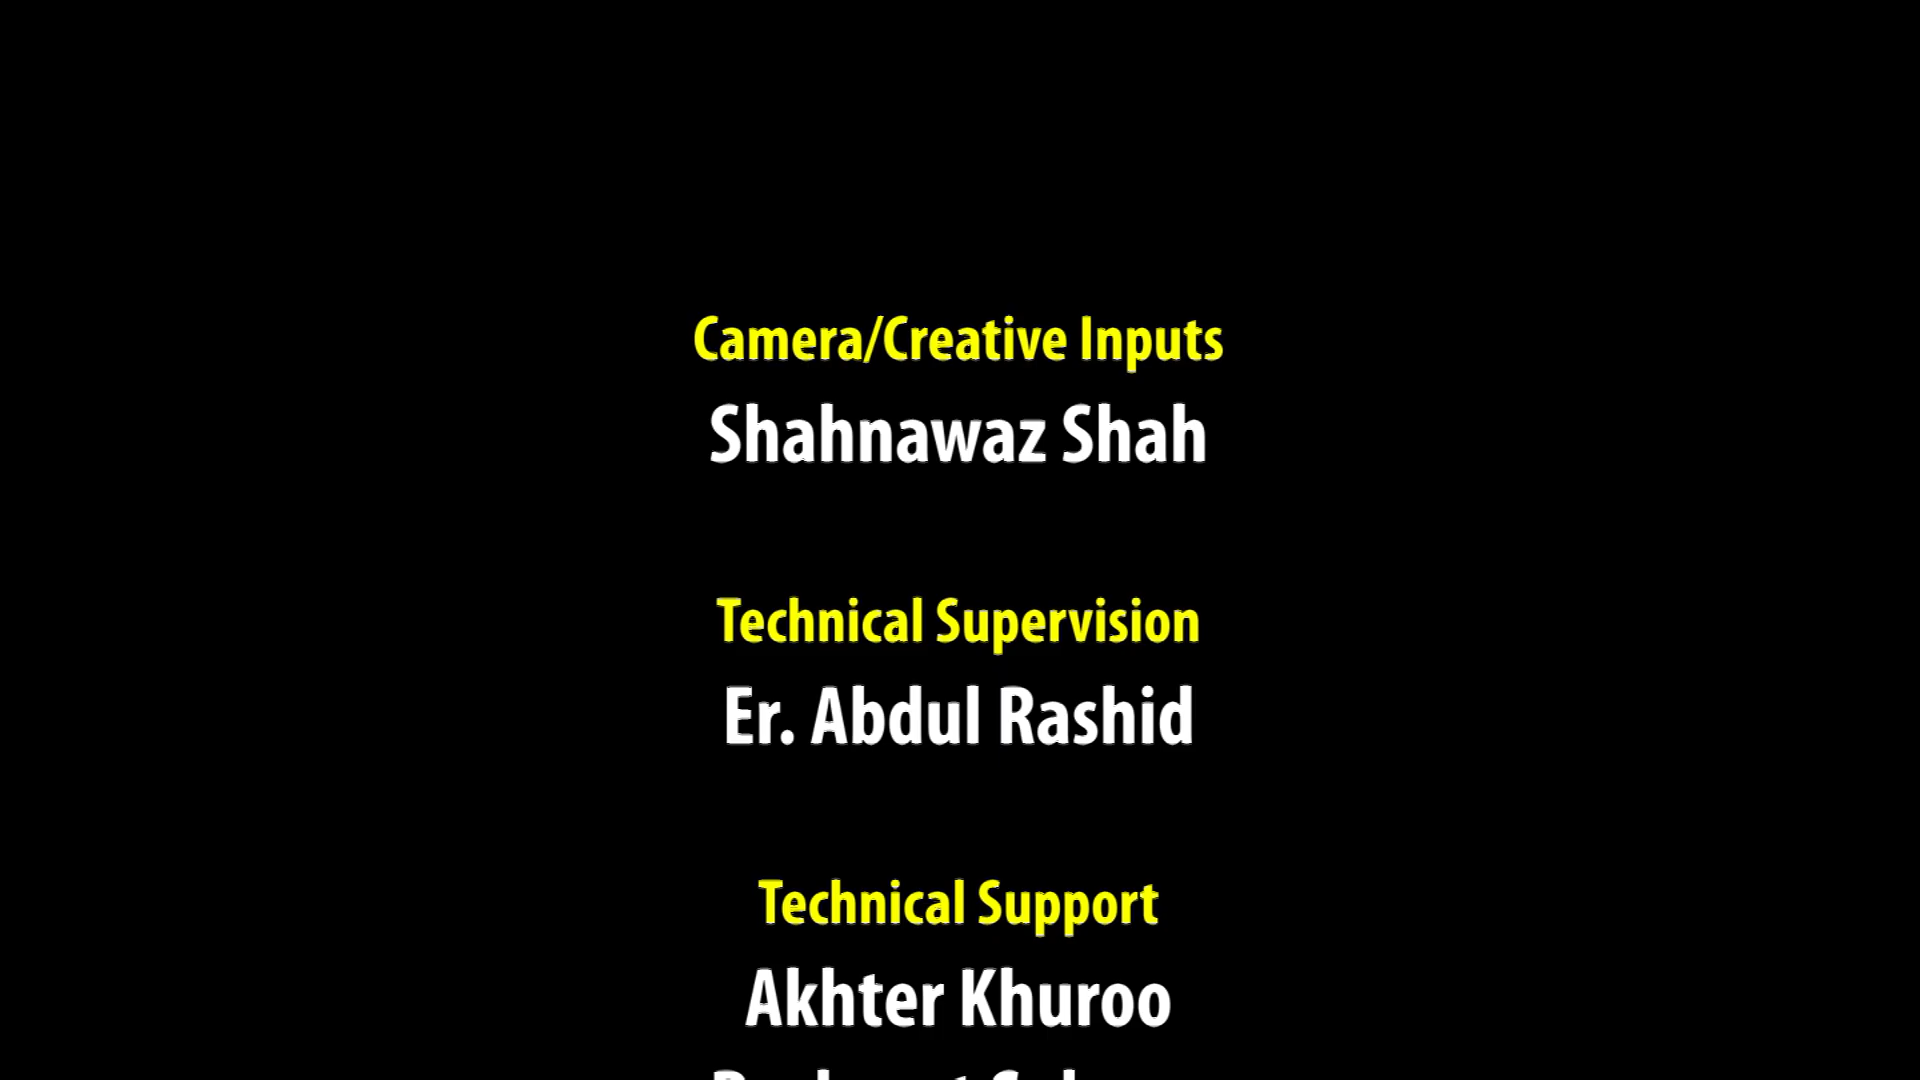 Camera/Creative Inputs
Shahnawaz Shah
Technical Supervision
Er. Abdul Rashid
Technical Support
Akhter Khuroo